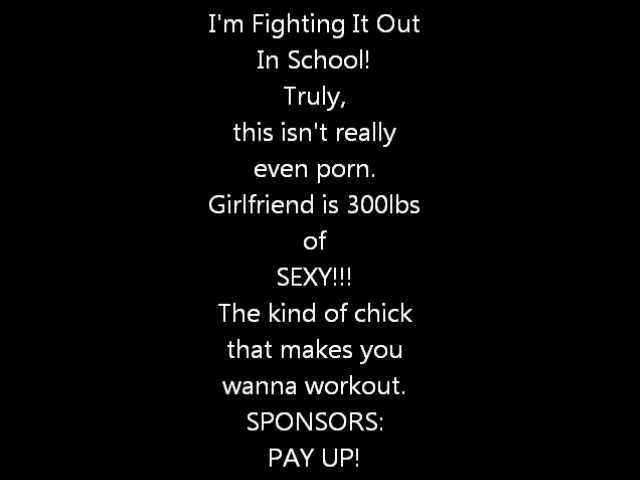 I'm Fighting It Out
In School!
Truly,
this isn't really
even porn.
Girlfriend is 300lbs
of
SEXY!!!
The kind of chick
that makes you
wanna workout.
SPONSORS:
PAY UP!